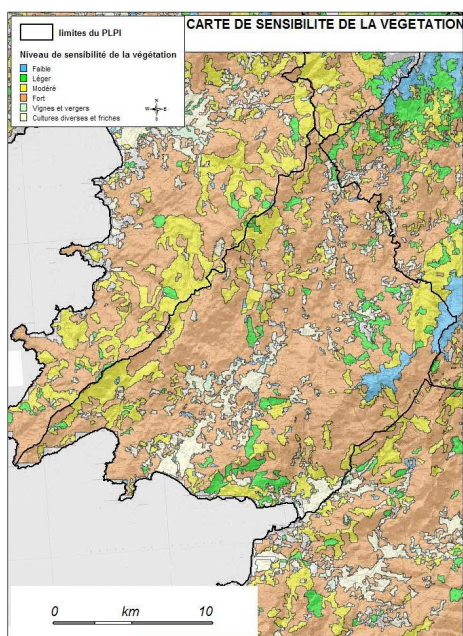 CARTE DE SENSIBILITE DE LA VEGETATION
limites du PLPI
Niveau de sensibilité de la végétation
Faible
Léger
Modéré
Fort
Vignes et vergers
Cultures diverses et friches
N
W E
S
0 km 10